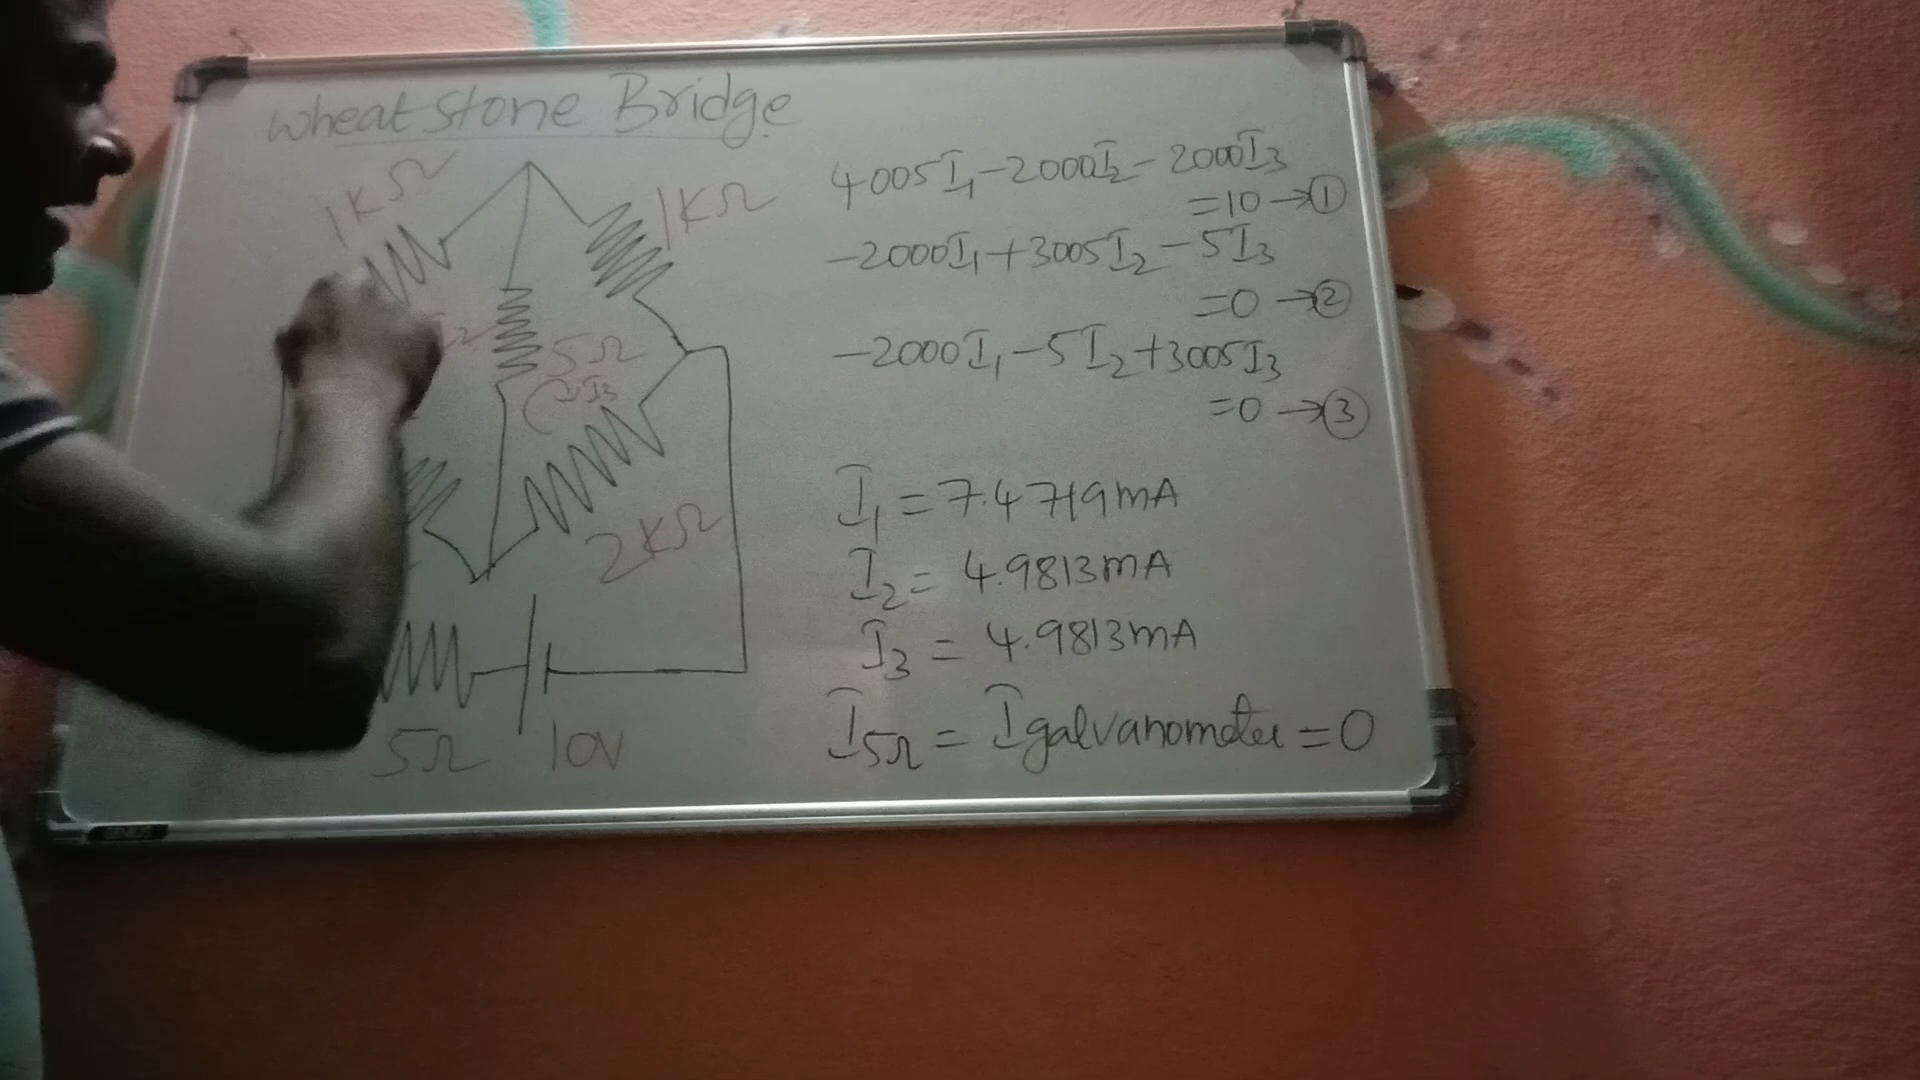 Wheatstone Bridge
1KΩ
1KΩ
5Ω
I3
2KΩ
5Ω
10V
4005I1-2000I2-2000I3
=10→①
-2000I1+3005I2-5I3
=0→②
-2000I1-5I2+3005I3
=0→③
I1=7.4719mA
I2=4.9813mA
I3=4.9813mA
I5Ω=Igalvanometer=0